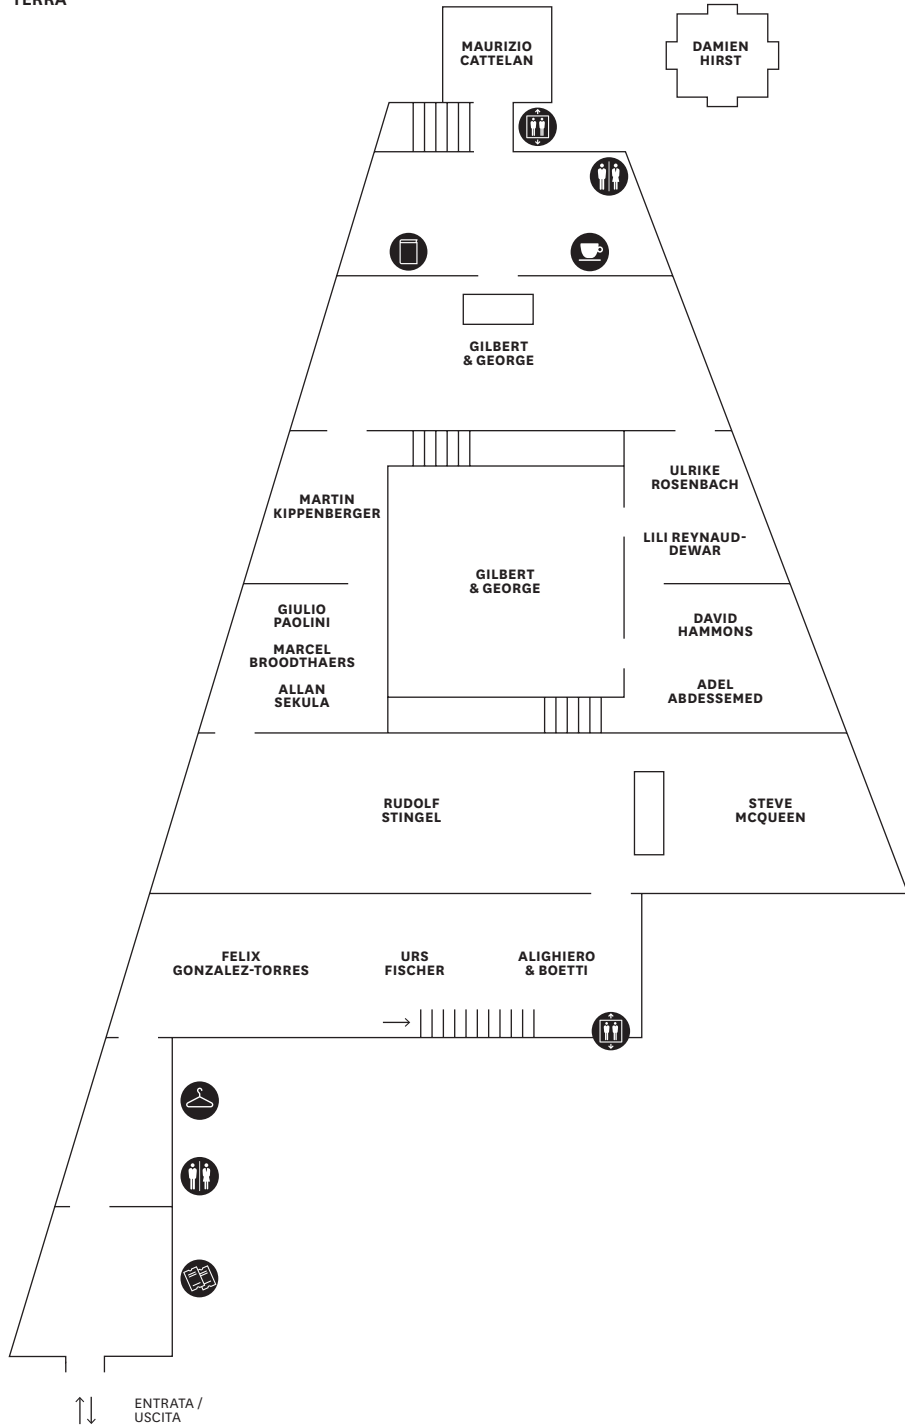 TERRA
MAURIZIO
CATTELAN
DAMIEN
HIRST
GILBERT
& GEORGE
ULRIKE
ROSENBACH
MARTIN
KIPPENBERGER
LILI REYNAUD-
DEWAR
GILBERT
& GEORGE
GIULIO
PAOLINI
DAVID
HAMMONS
MARCEL
BROODTHAERS
ALLAN
SEKULA
ADEL
ABDESSEMED
RUDOLF
STINGEL
STEVE
MCQUEEN
FELIX
GONZALEZ-TORRES
URS
FISCHER
ALIGHIERO
& BOETTI
ENTRATA /
USCITA